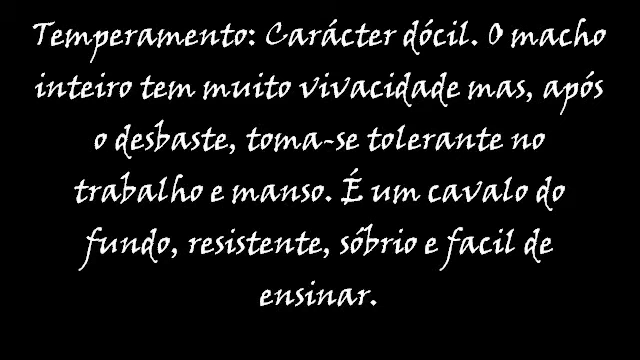 Temperamento: Carácter dócil. O macho
inteiro tem muito vivacidade mas, após
o desbaste, toma-se tolerante no
trabalho e manso. É um cavalo do
fundo, resistente, sóbrio e facil de
ensinar.